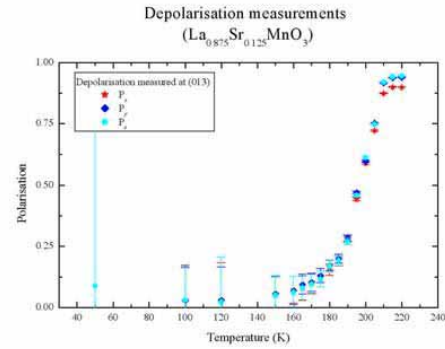 Depolarisation measurements
(La0.875Sr0.125MnO3)
1.00
Depolarisation measured at (013)
Px
Py
Pz
0.75
Polarisation
0.50
0.25
0.00
40 60 80 100 120 140 160 180 200 220 240
Temperature (K)